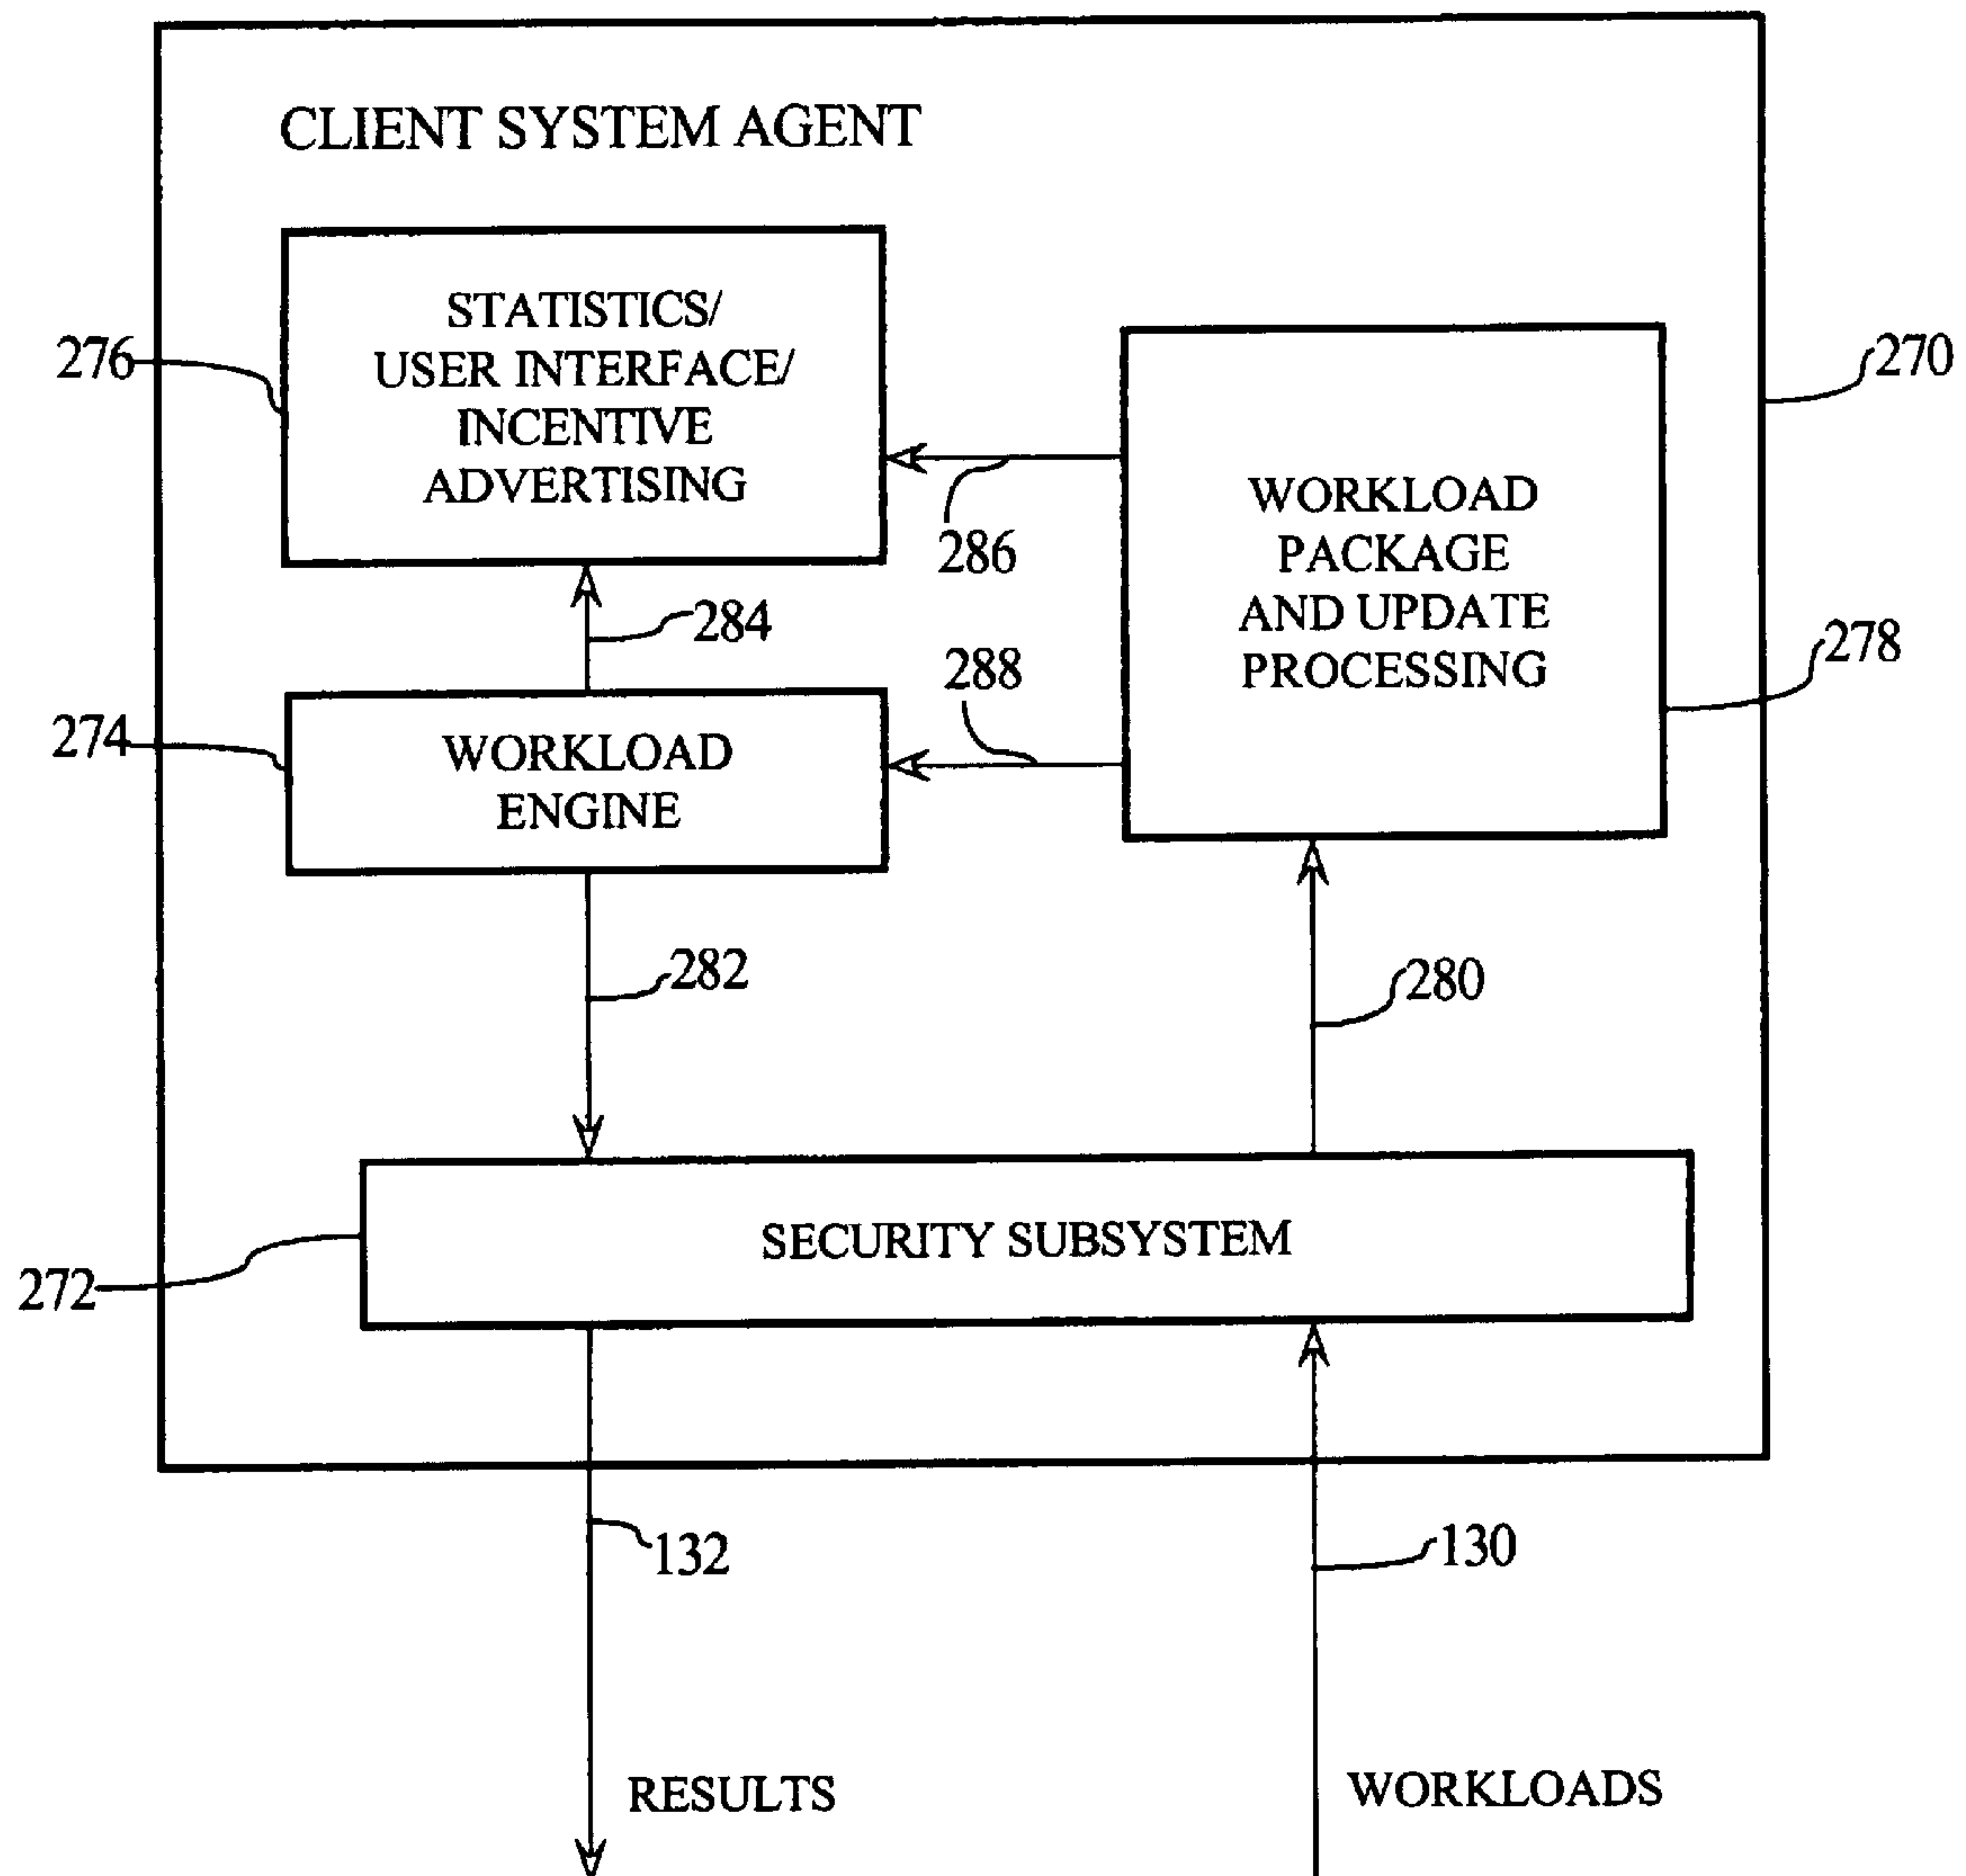 CLIENT SYSTEM AGENT
STATISTICS/
USER INTERFACE/
INCENTIVE
ADVERTISING
276
270
WORKLOAD
PACKAGE
AND UPDATE
PROCESSING
286
284
278
288
274
WORKLOAD
ENGINE
282
280
SECURITY SUBSYSTEM
272
132
130
RESULTS
WORKLOADS